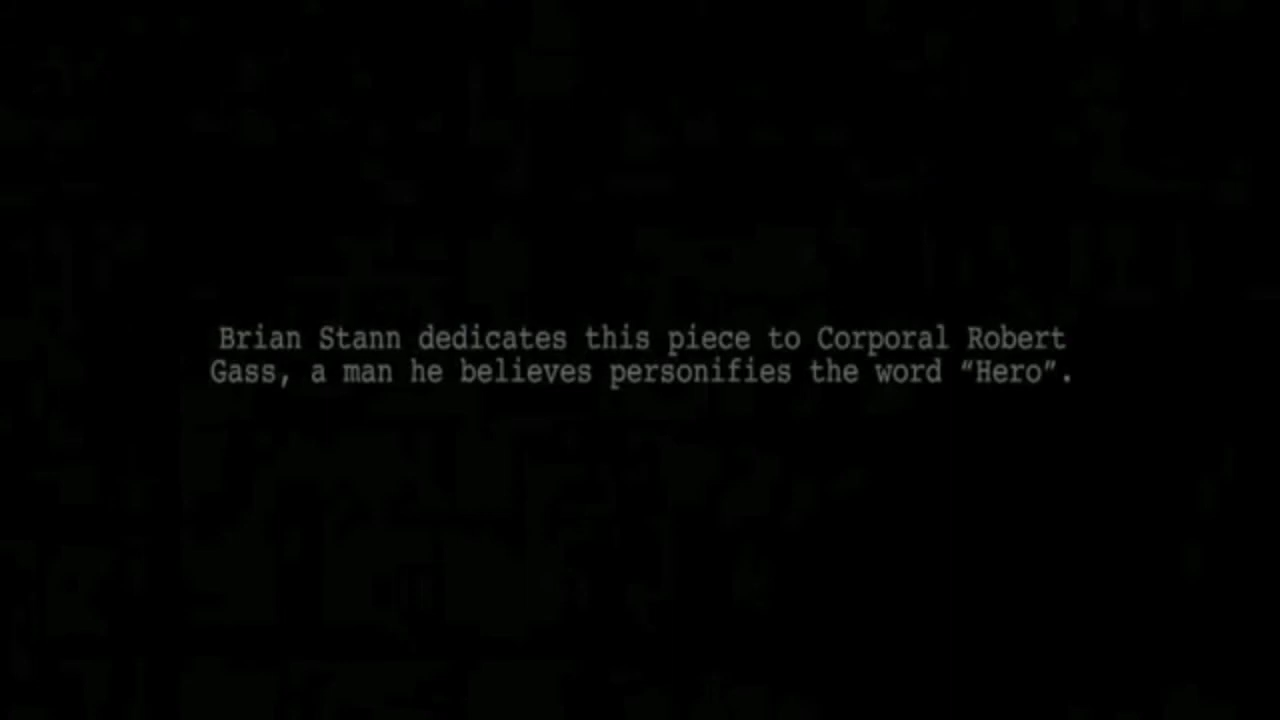 Brian Stann dedicates this piece to Corporal Robert
Gass, a man he believes personifies the word “Hero”.